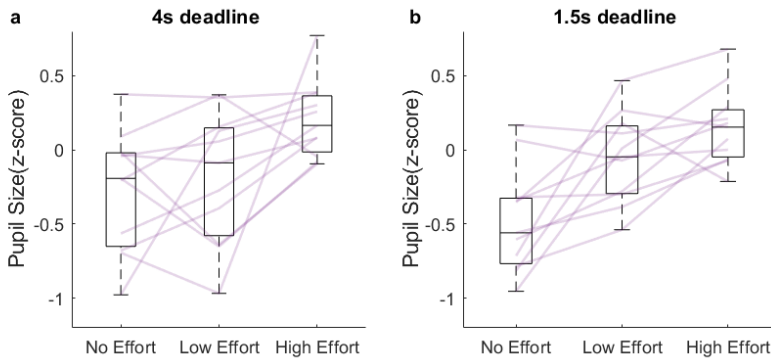 a
4s deadline
b
1.5s deadline
Pupil Size(z-score)
0.5
0
-0.5
-1
No Effort
Low Effort
High Effort
Pupil Size(z-score)
0.5
0
-0.5
-1
No Effort
Low Effort
High Effort